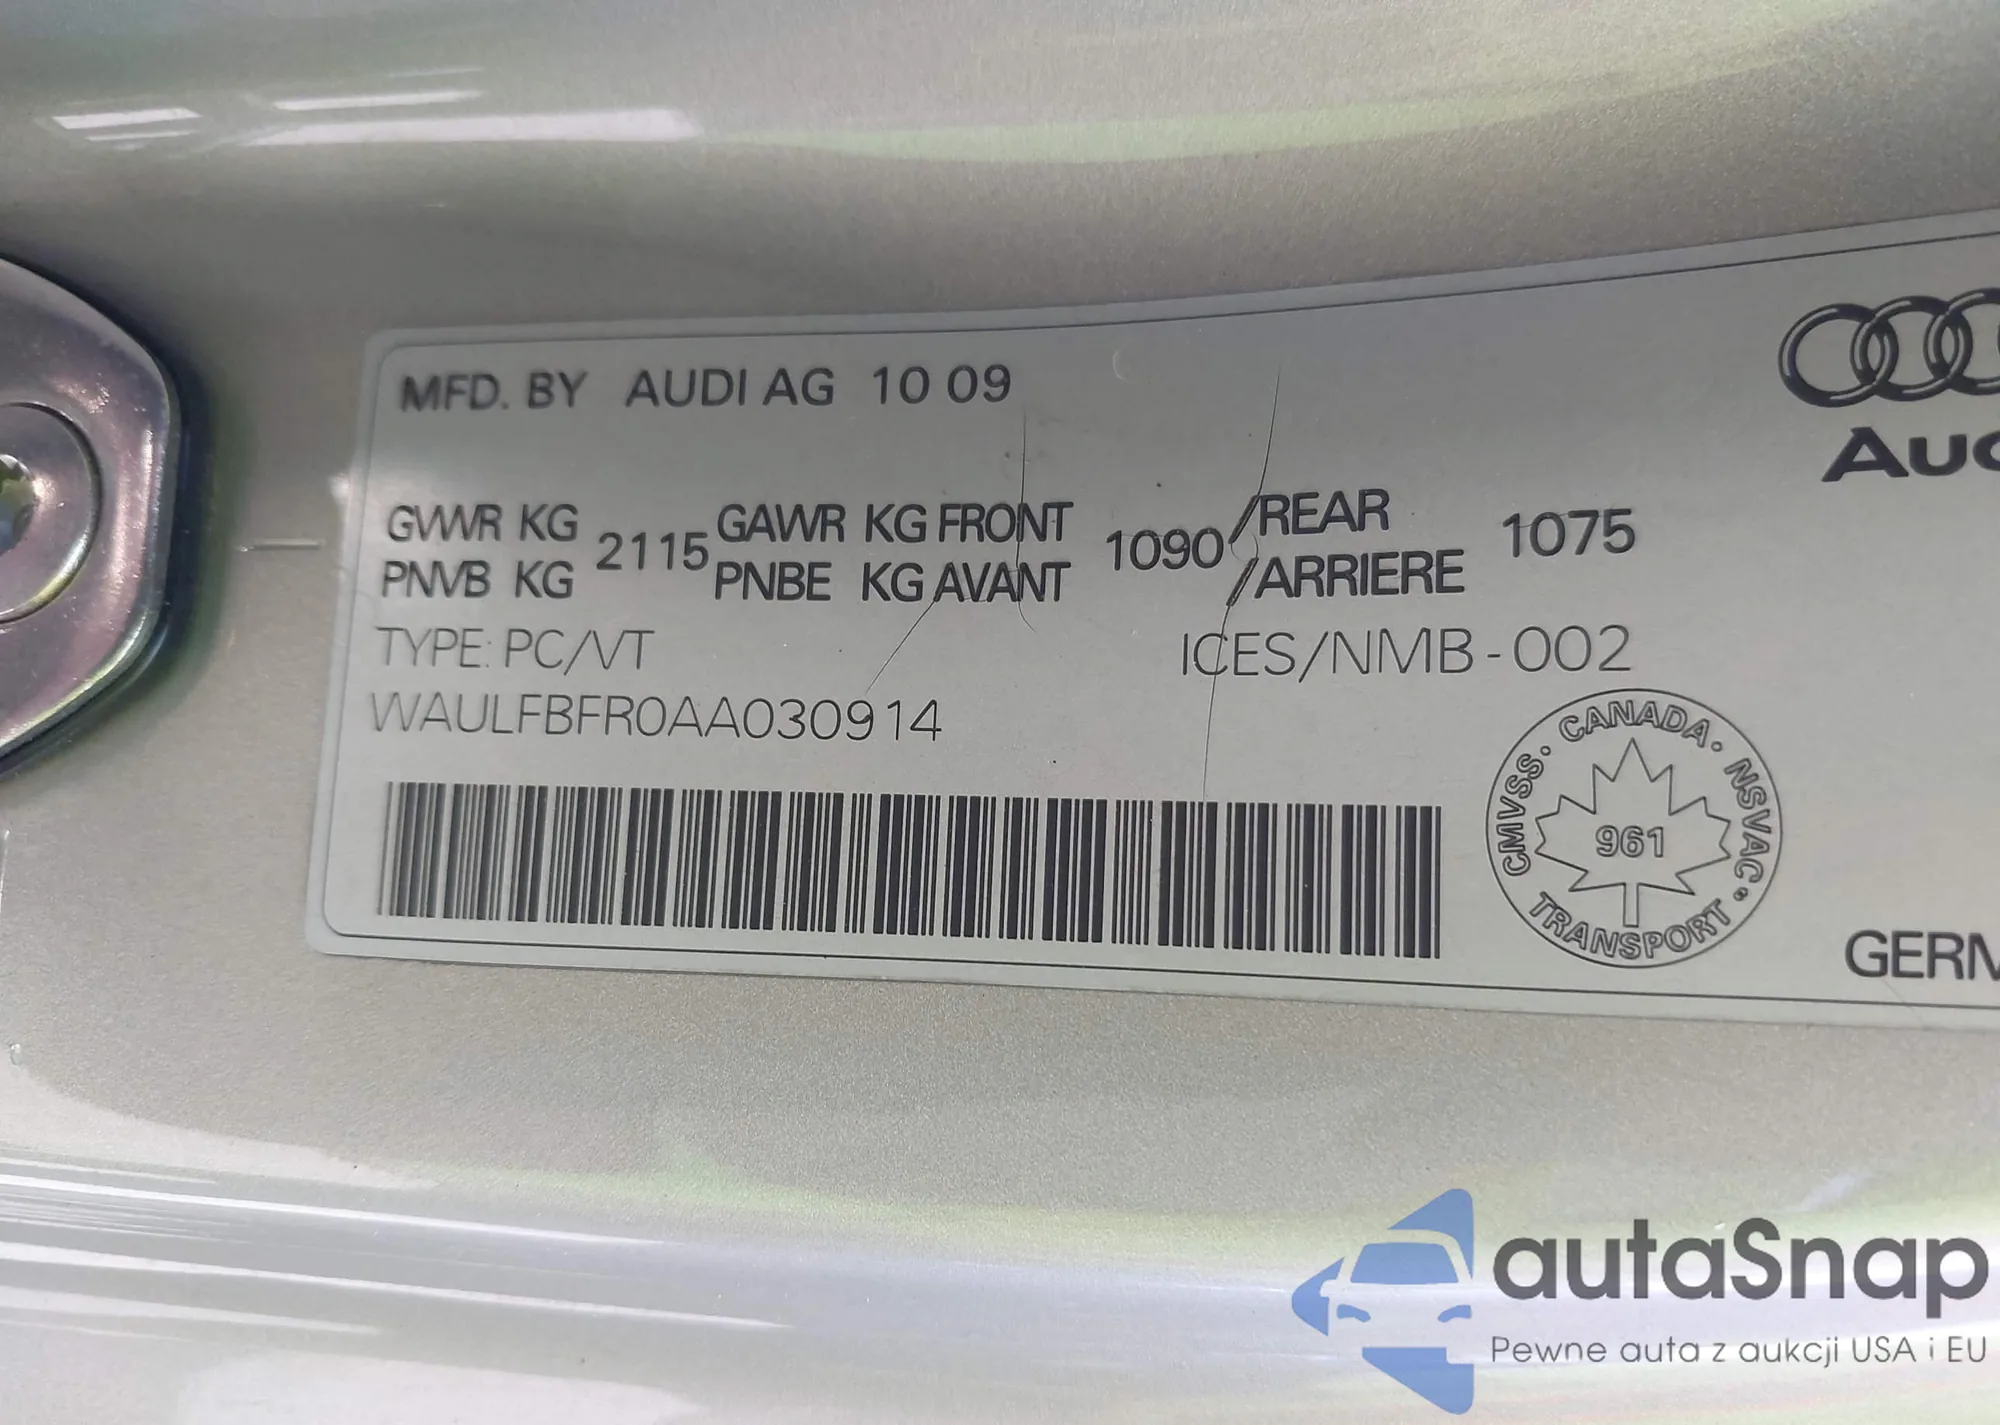 MFD. BY AUDI AG 10 09
Audi
GVWR KG 2115 GAWR KG FRONT 1090 /REAR 1075
PNVB KG PNBE KG AVANT /ARRIERE
TYPE: PC/VT ICES/NMB-002
WAULFBFR0AA030914
CMVSS. CANADA. NSVAC. TRANSPORT
961
GERM
autaSnap
Pewne auta z aukcji USA i EU